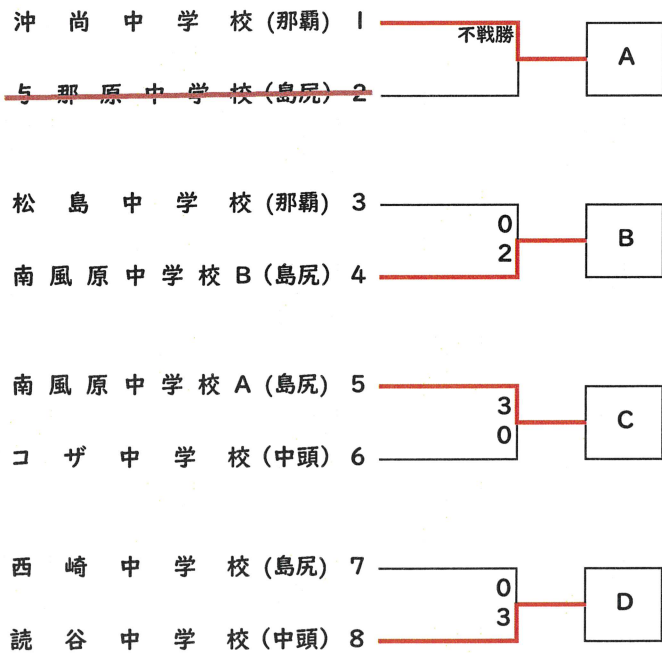 沖尚中学校(那覇) 1
不戦勝
A
与那原中学校(島尻) 2
松島中学校(那覇) 3
0
B
2
南風原中学校B(島尻) 4
南風原中学校A(島尻) 5
3
C
0
コザ中学校(中頭) 6
西崎中学校(島尻) 7
0
D
3
読谷中学校(中頭) 8